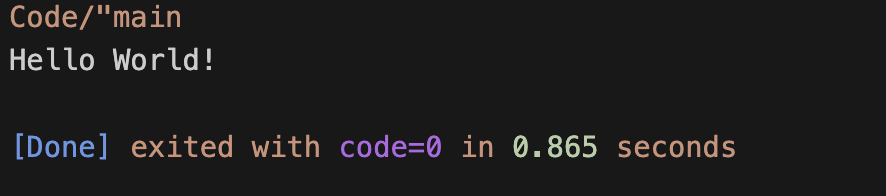 Code/"main
Hello World!
[Done] exited with code=0 in 0.865 seconds